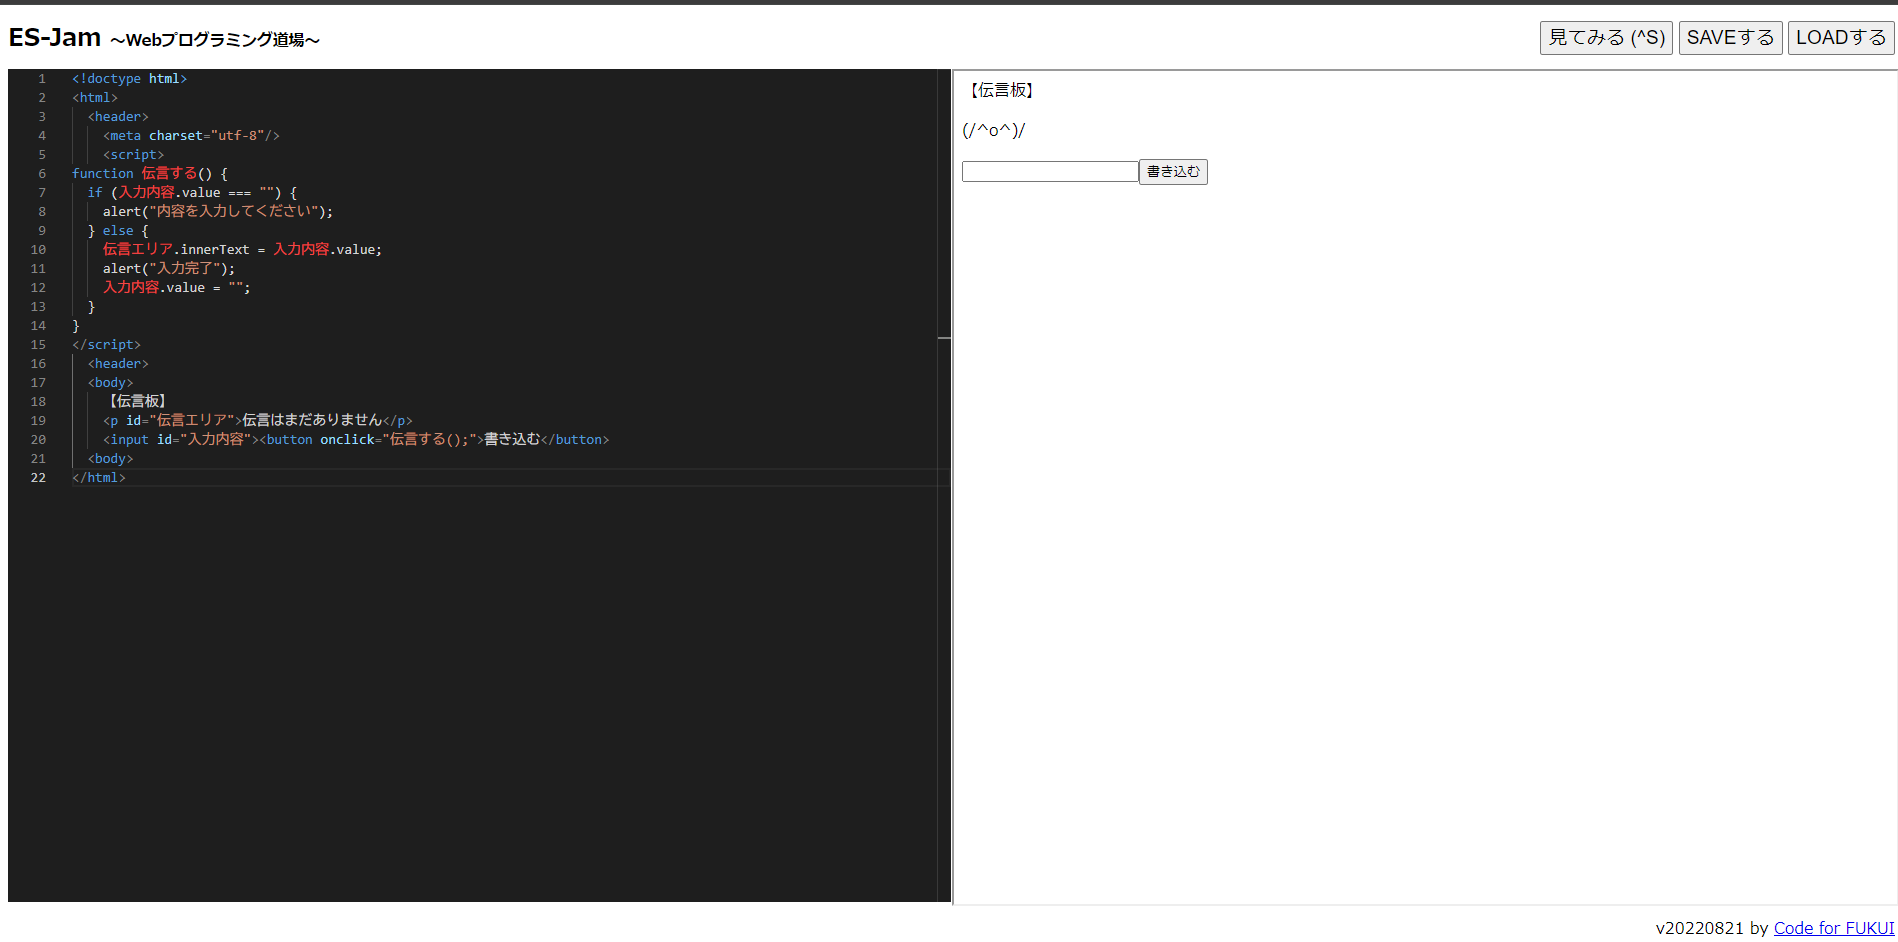 ES-Jam ～Webプログラミング道場～
見てみる (^S) SAVEする LOADする
1 <!doctype html>
2 <html>
3 <header>
4 <meta charset="utf-8"/>
5 <script>
6 function 伝言する() {
7 if (入力内容.value === "") {
8 alert("内容を入力してください");
9 } else {
10 伝言エリア.innerText = 入力内容.value;
11 alert("入力完了");
12 入力内容.value = "";
13 }
14 }
15 </script>
16 <header>
17 <body>
18 【伝言板】
19 <p id="伝言エリア">伝言はまだありません</p>
20 <input id="入力内容"><button onclick="伝言する();">書き込む</button>
21 <body>
22 </html>
【伝言板】
(/^o^)/
書き込む
v20220821 by Code for FUKUI